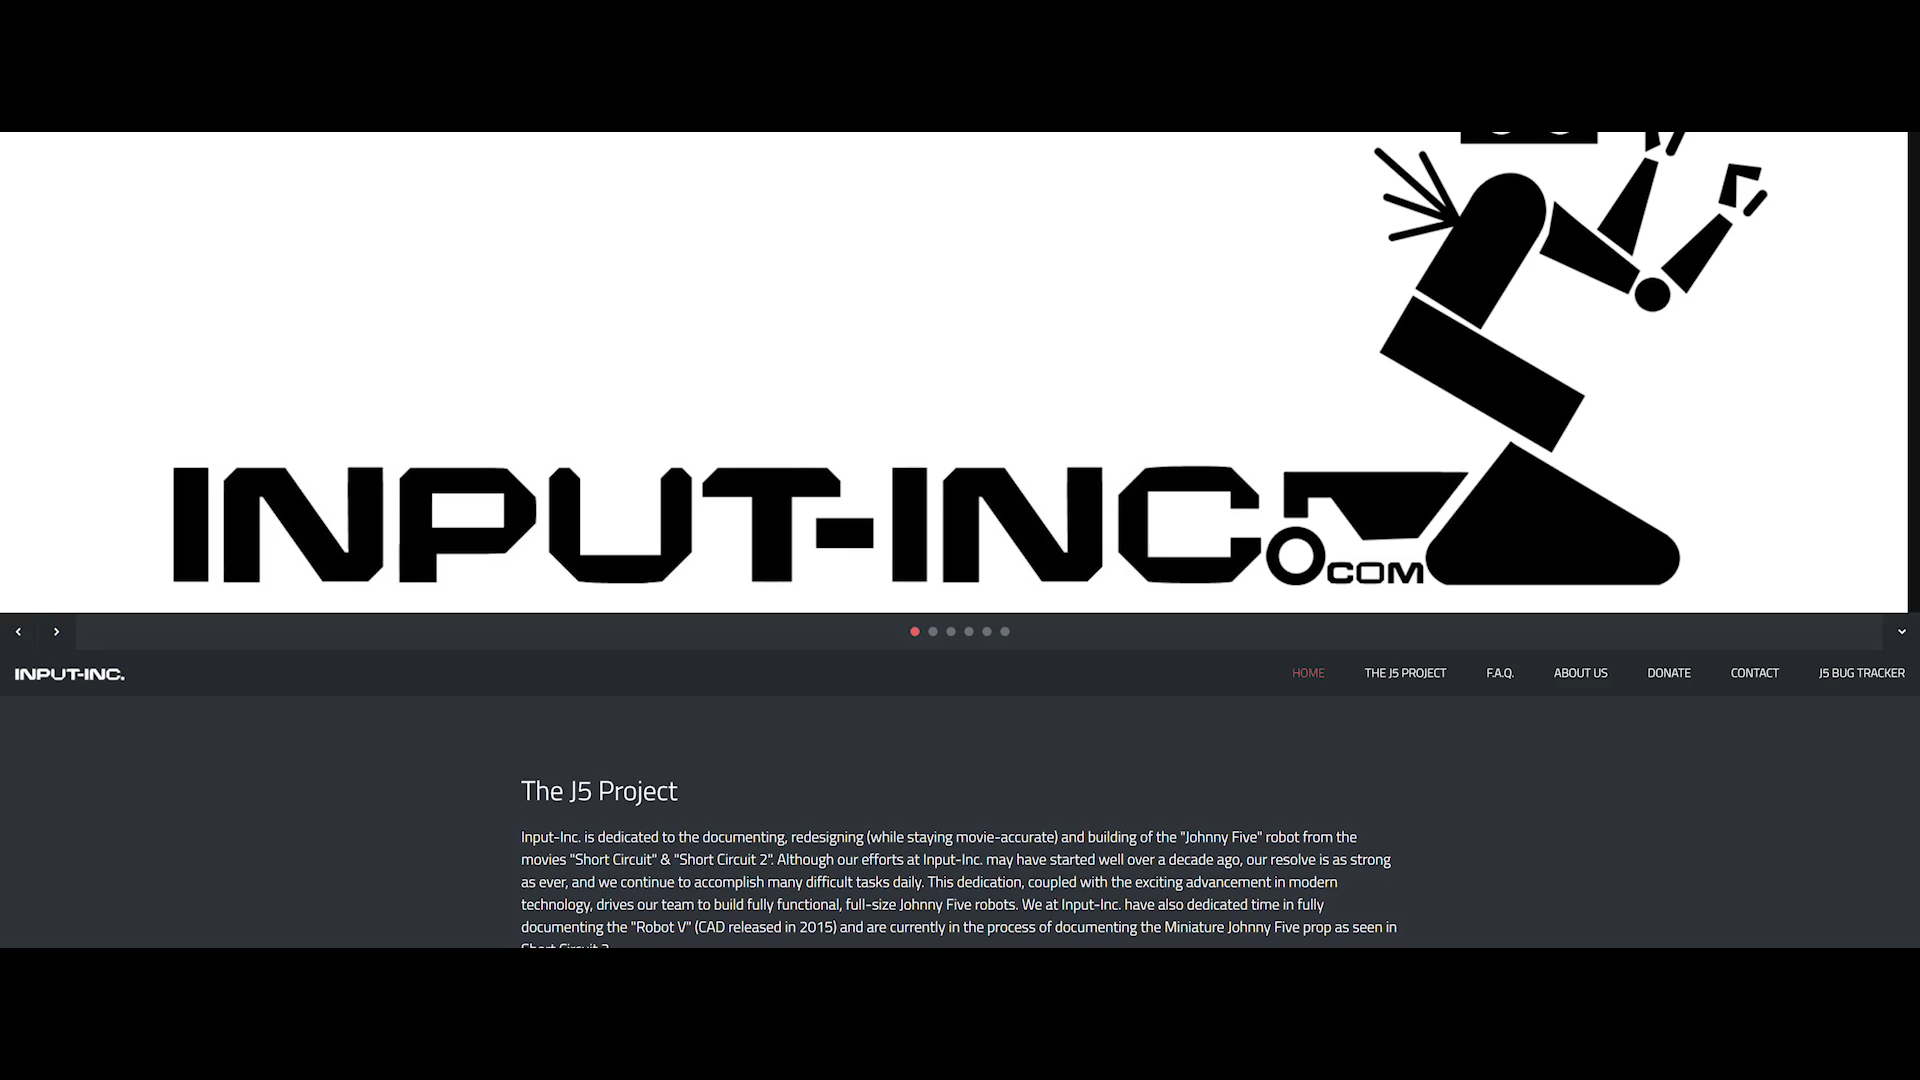 INPUT-INC.COM
INPUT-INC.
HOME THE J5 PROJECT F.A.Q. ABOUT US DONATE CONTACT J5 BUG TRACKER
The J5 Project
Input-Inc. is dedicated to the documenting, redesigning (while staying movie-accurate) and building of the "Johnny Five" robot from the
movies "Short Circuit" & "Short Circuit 2". Although our efforts at Input-Inc. may have started well over a decade ago, our resolve is as strong
as ever, and we continue to accomplish many difficult tasks daily. This dedication, coupled with the exciting advancement in modern
technology, drives our team to build fully functional, full-size Johnny Five robots. We at Input-Inc. have also dedicated time in fully
documenting the "Robot V" (CAD released in 2015) and are currently in the process of documenting the Miniature Johnny Five prop as seen in
Short Circuit 2